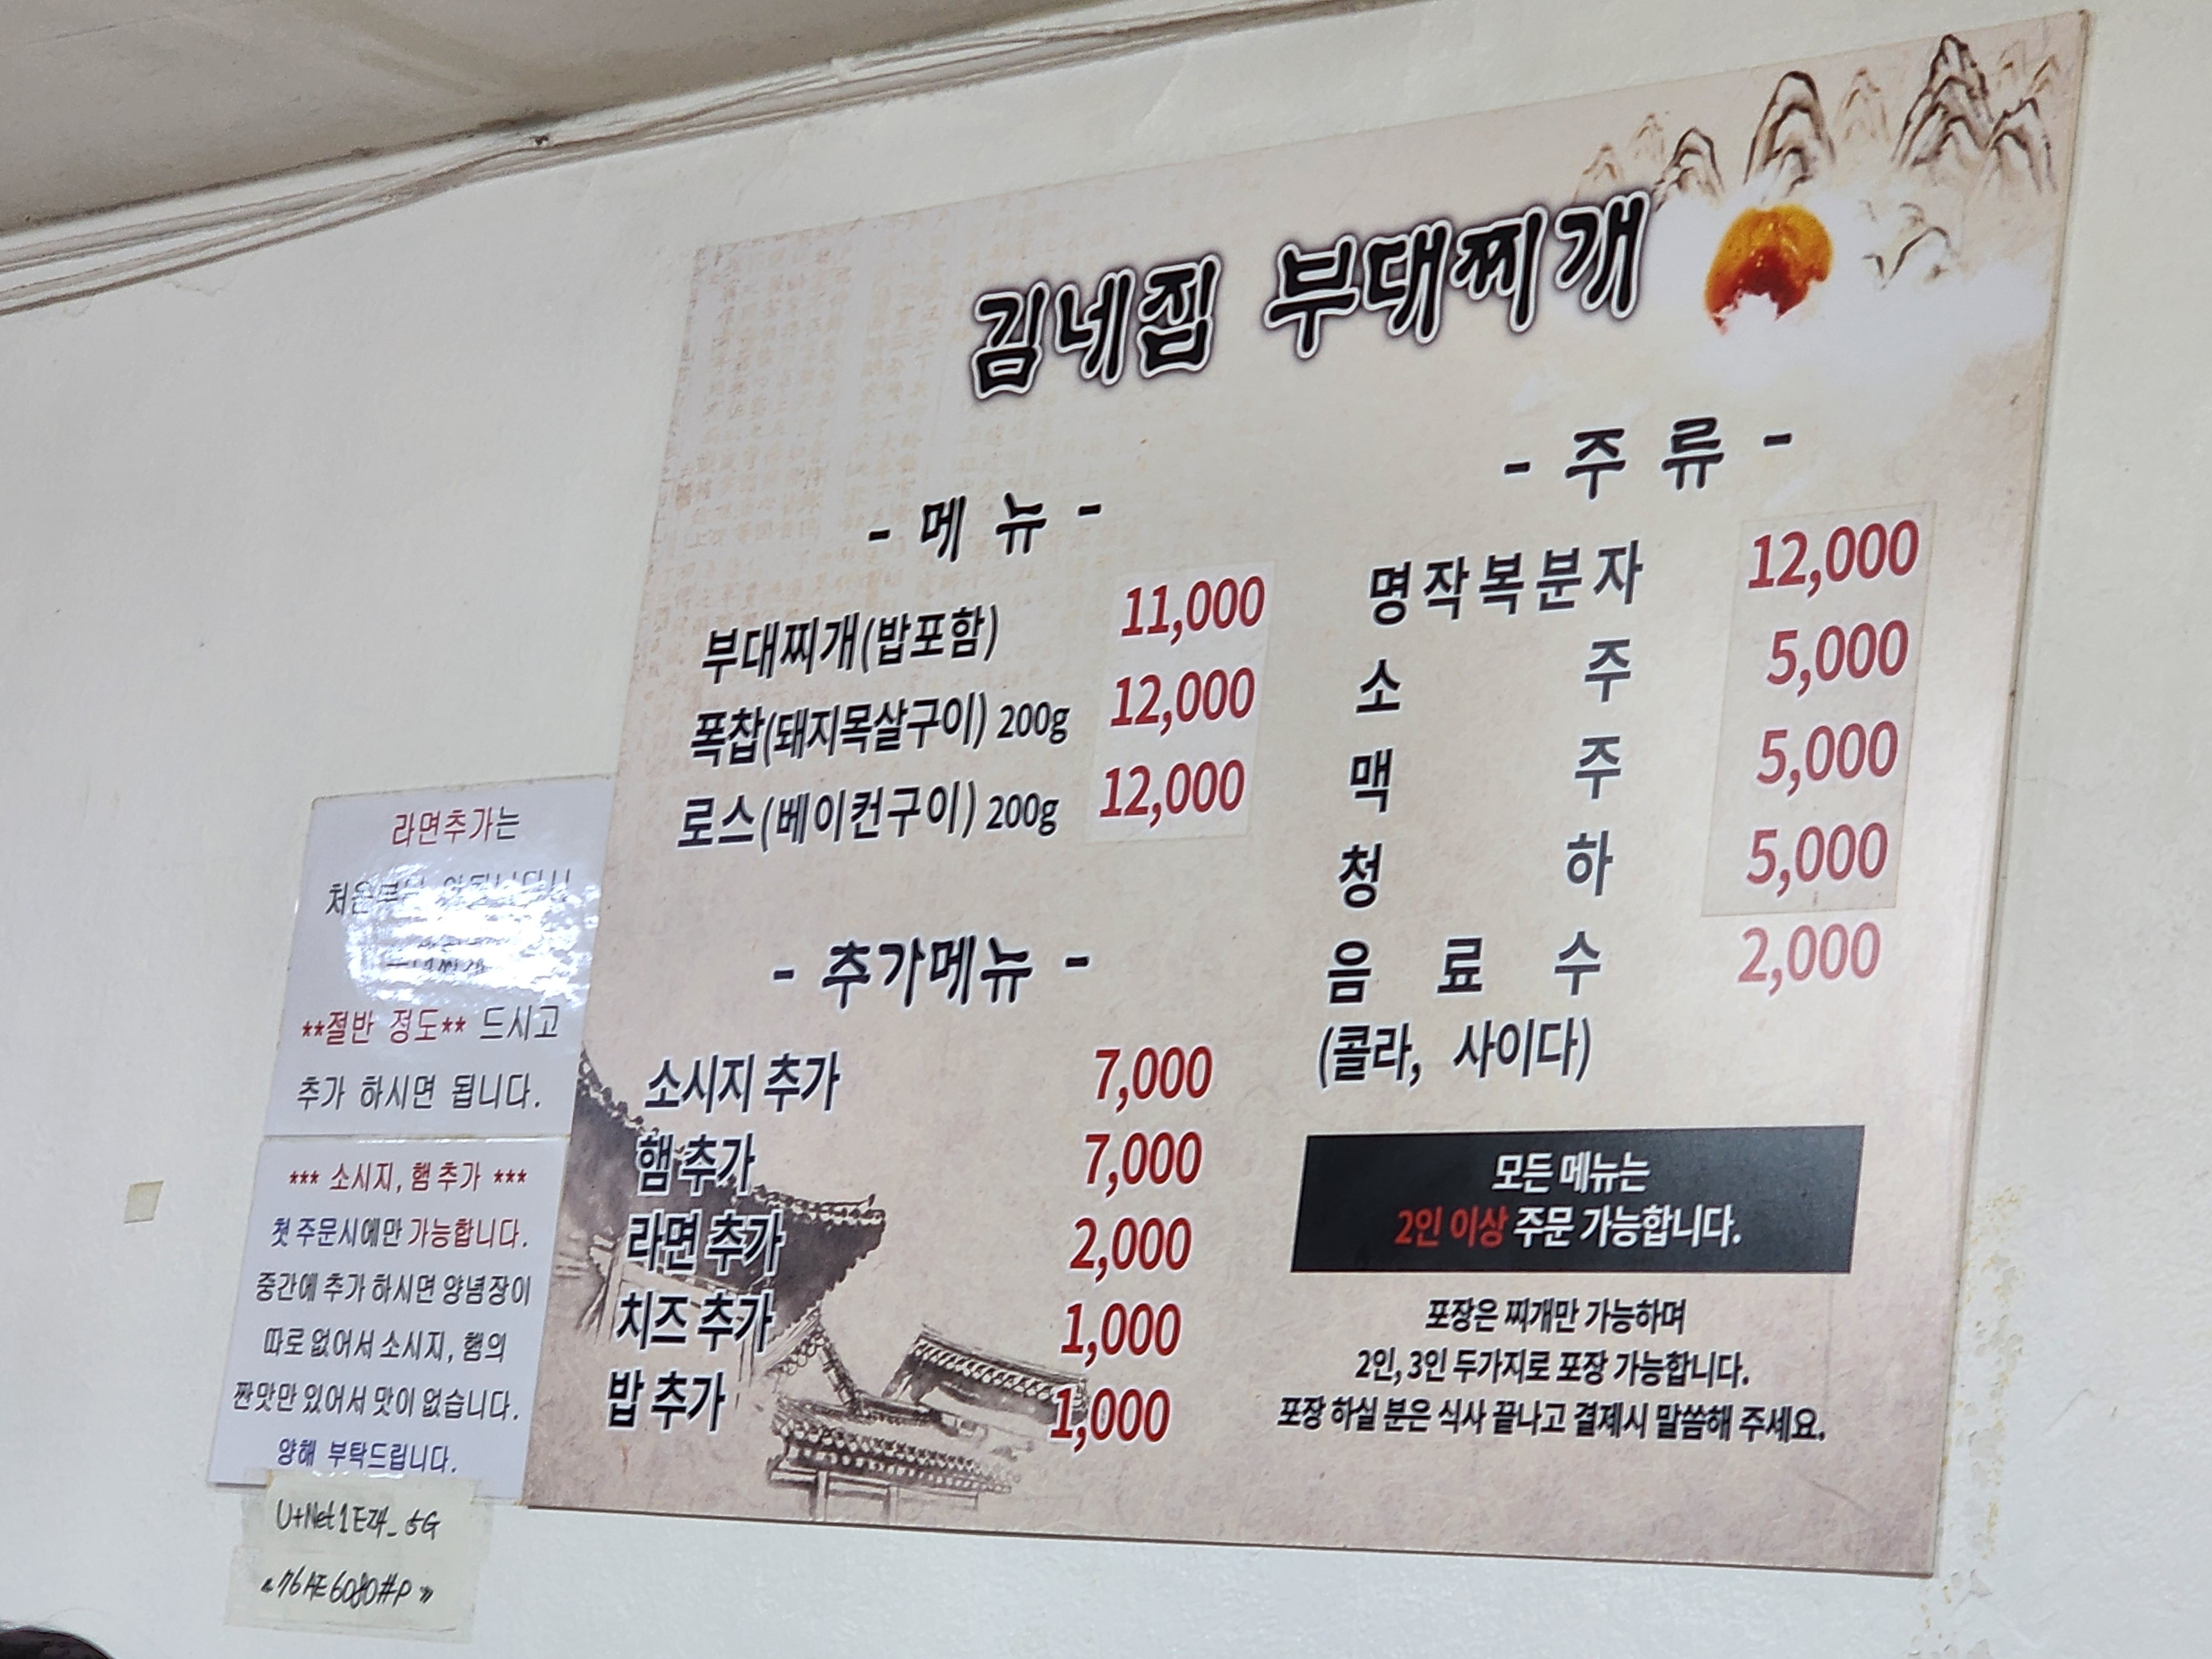 김네집 부대찌개
- 메 뉴 -
부대찌개(밥포함) 11,000
폭찹(돼지목살구이) 200g 12,000
로스(베이컨구이) 200g 12,000
- 추가메뉴 -
소시지 추가 7,000
햄 추가 7,000
라면 추가 2,000
치즈 추가 1,000
밥 추가 1,000
- 주 류 -
명작복분자 12,000
소 주 5,000
맥 주 5,000
청 하 5,000
음 료 수 2,000
(콜라, 사이다)
모든 메뉴는
2인 이상 주문 가능합니다.
포장은 찌개만 가능하며
2인, 3인 두가지로 포장 가능합니다.
포장 하실 분은 식사 끝나고 결제시 말씀해 주세요.
라면추가는
**절반 정도** 드시고
추가 하시면 됩니다.
*** 소시지, 햄 추가 ***
첫 주문시에만 가능합니다.
중간에 추가 하시면 양념장이
따로 없어서 소시지, 햄의
짠맛만 있어서 맛이 없습니다.
양해 부탁드립니다.
U+Net1E24_5G
"76AE6080#P"